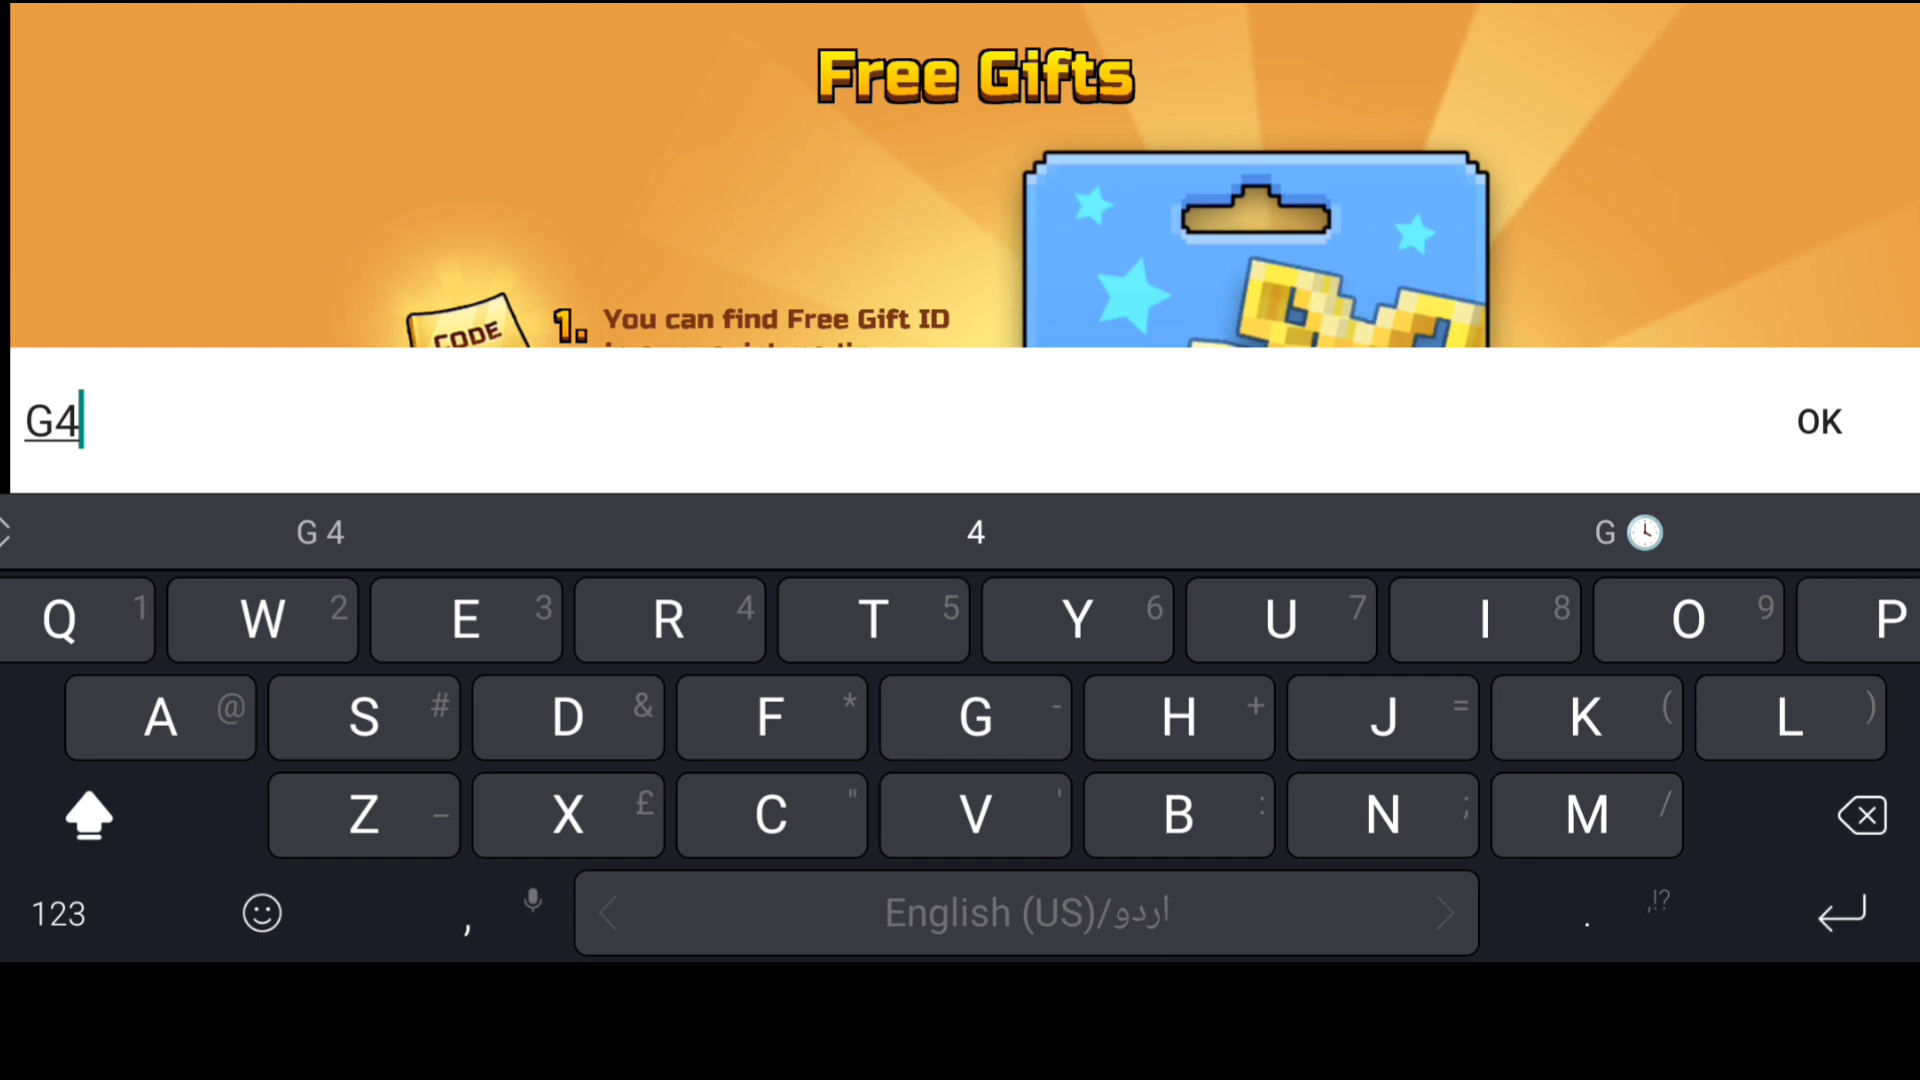 Free Gifts
CODE
1. You can find Free Gift ID
G4
OK
G 4 4 G 🕓
Q 1 W 2 E 3 R 4 T 5 Y 6 U 7 I 8 O 9 P
A @ S # D & F * G - H + J = K ( L )
Z _ X £ C " V ' B : N ; M /
123 , English (US)/اردو . ,!?